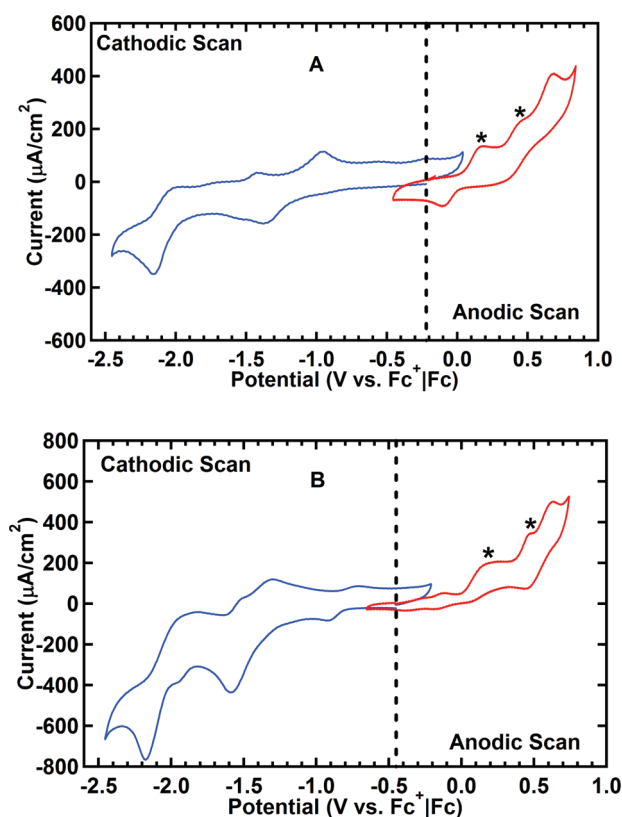 600
Cathodic Scan
A
400
*
*
200
0
-200
-400
Anodic Scan
-600
Current (μA/cm²)
-2.5 -2.0 -1.5 -1.0 -0.5 0.0 0.5 1.0
Potential (V vs. Fc⁺|Fc)
800
Cathodic Scan
B
600
*
*
400
200
0
-200
-400
-600
Anodic Scan
-800
Current (μA/cm²)
-2.5 -2.0 -1.5 -1.0 -0.5 0.0 0.5 1.0
Potential (V vs. Fc⁺|Fc)